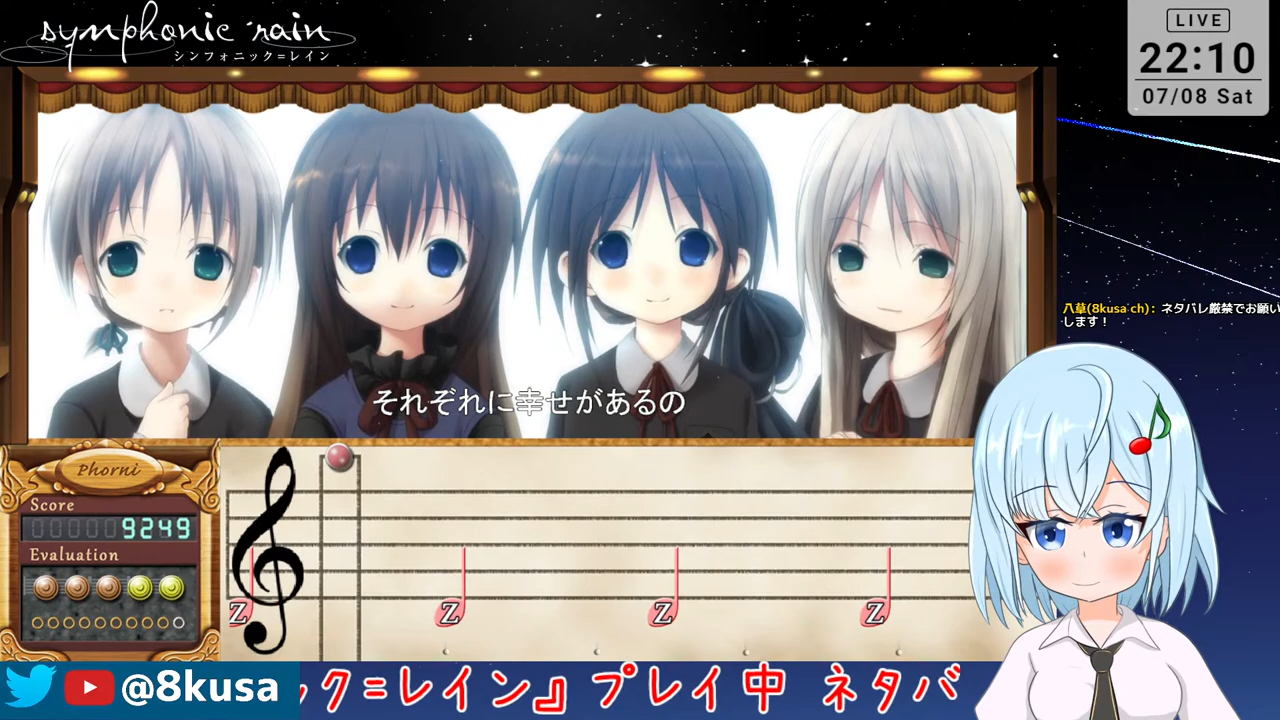 symphonic rain
シンフォニック=レイン
LIVE
22:10
07/08 Sat
八草(8kusa ch): ネタバレ厳禁でお願い
します!
それぞれに幸せがあるの
Phorni
Score
9249
Evaluation
Z Z Z Z
@8kusa
ック=レイン』プレイ中 ネタバ